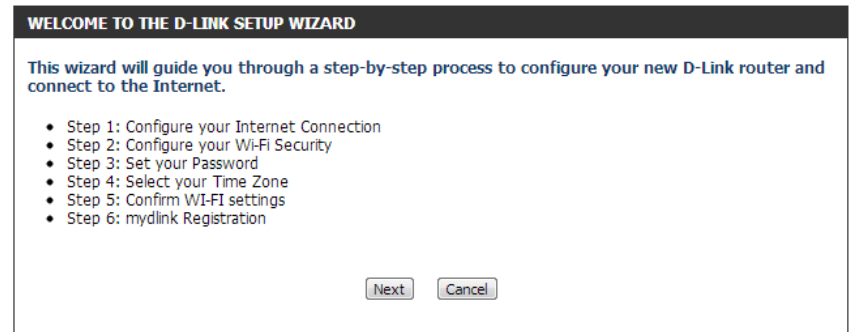 WELCOME TO THE D-LINK SETUP WIZARD
This wizard will guide you through a step-by-step process to configure your new D-Link router and
connect to the Internet.
• Step 1: Configure your Internet Connection
• Step 2: Configure your Wi-Fi Security
• Step 3: Set your Password
• Step 4: Select your Time Zone
• Step 5: Confirm WI-FI settings
• Step 6: mydlink Registration
Next Cancel